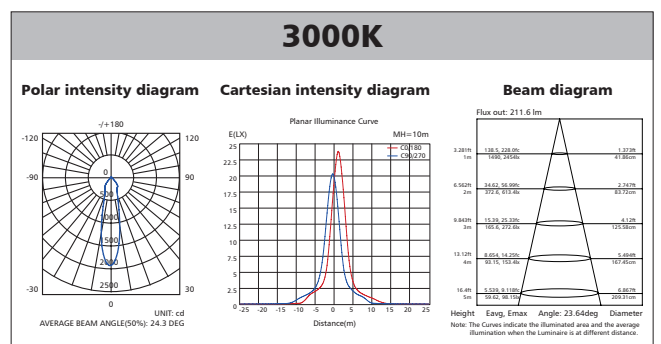 3000K
Polar intensity diagram
Cartesian intensity diagram
Beam diagram
-/+180
-120
120
-90
90
-30
30
0
0
500
1000
1500
2000
2500
UNIT: cd
AVERAGE BEAM ANGLE(50%): 24.3 DEG
Planar Illuminance Curve
E(LX)
MH=10m
C0/180
C90/270
25
22.5
20
17.5
15
12.5
10
7.5
5
2.5
0
-25 -20 -15 -10 -5 0 5 10 15 20 25
Distance(m)
Flux out: 211.6 lm
3.281ft 138.5, 228.0fc 1.373ft
1m 1490, 2454lx 41.86cm
6.562ft 34.62, 56.99fc 2.747ft
2m 372.6, 613.4lx 83.72cm
9.843ft 15.39, 25.33fc 4.12ft
3m 165.6, 272.6lx 125.58cm
13.12ft 8.654, 14.25fc 5.494ft
4m 93.15, 153.4lx 167.45cm
16.4ft 5.539, 9.118fc 6.867ft
5m 59.62, 98.15lx 209.31cm
Height Eavg, Emax Angle: 23.64deg Diameter
Note: The Curves indicate the illuminated area and the average
illumination when the Luminaire is at different distance.